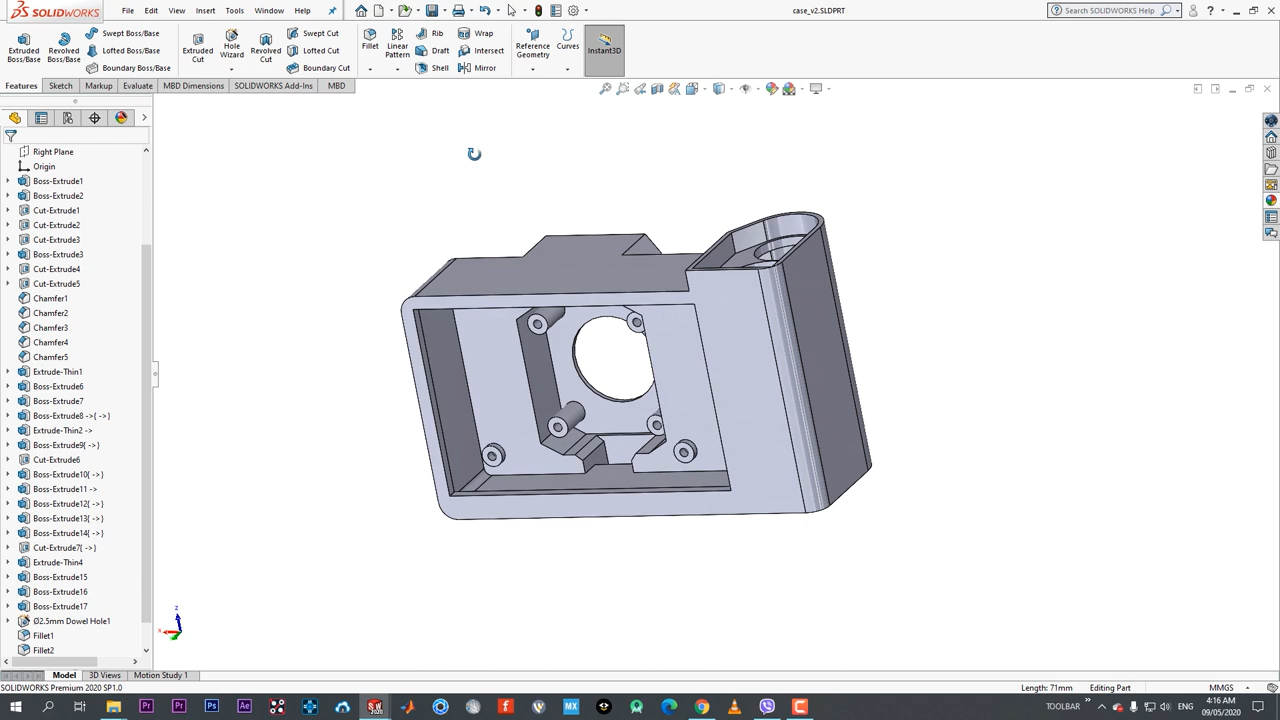 SOLIDWORKS File Edit View Insert Tools Window Help case_v2.SLDPRT Search SOLIDWORKS Help
Extruded Boss/Base
Revolved Boss/Base
Swept Boss/Base
Lofted Boss/Base
Boundary Boss/Base
Extruded Cut
Hole Wizard
Revolved Cut
Swept Cut
Lofted Cut
Boundary Cut
Fillet
Linear Pattern
Rib
Draft
Shell
Wrap
Intersect
Mirror
Reference Geometry
Curves
Instant3D
Features Sketch Markup Evaluate MBD Dimensions SOLIDWORKS Add-Ins MBD
Right Plane
Origin
Boss-Extrude1
Boss-Extrude2
Cut-Extrude1
Cut-Extrude2
Cut-Extrude3
Boss-Extrude3
Cut-Extrude4
Cut-Extrude5
Chamfer1
Chamfer2
Chamfer3
Chamfer4
Chamfer5
Extrude-Thin1
Boss-Extrude6
Boss-Extrude7
Boss-Extrude8 ->{ ->}
Extrude-Thin2 ->
Boss-Extrude9{ ->}
Cut-Extrude6
Boss-Extrude10{ ->}
Boss-Extrude11 ->
Boss-Extrude12{ ->}
Boss-Extrude13{ ->}
Boss-Extrude14{ ->}
Cut-Extrude7{ ->}
Extrude-Thin4
Boss-Extrude15
Boss-Extrude16
Boss-Extrude17
Ø2.5mm Dowel Hole1
Fillet1
Fillet2
z
x
Model 3D Views Motion Study 1
SOLIDWORKS Premium 2020 SP1.0 Length: 71mm Editing Part MMGS
Pr Pr Ps Ae MX TOOLBAR ENG 4:16 AM
09/05/2020